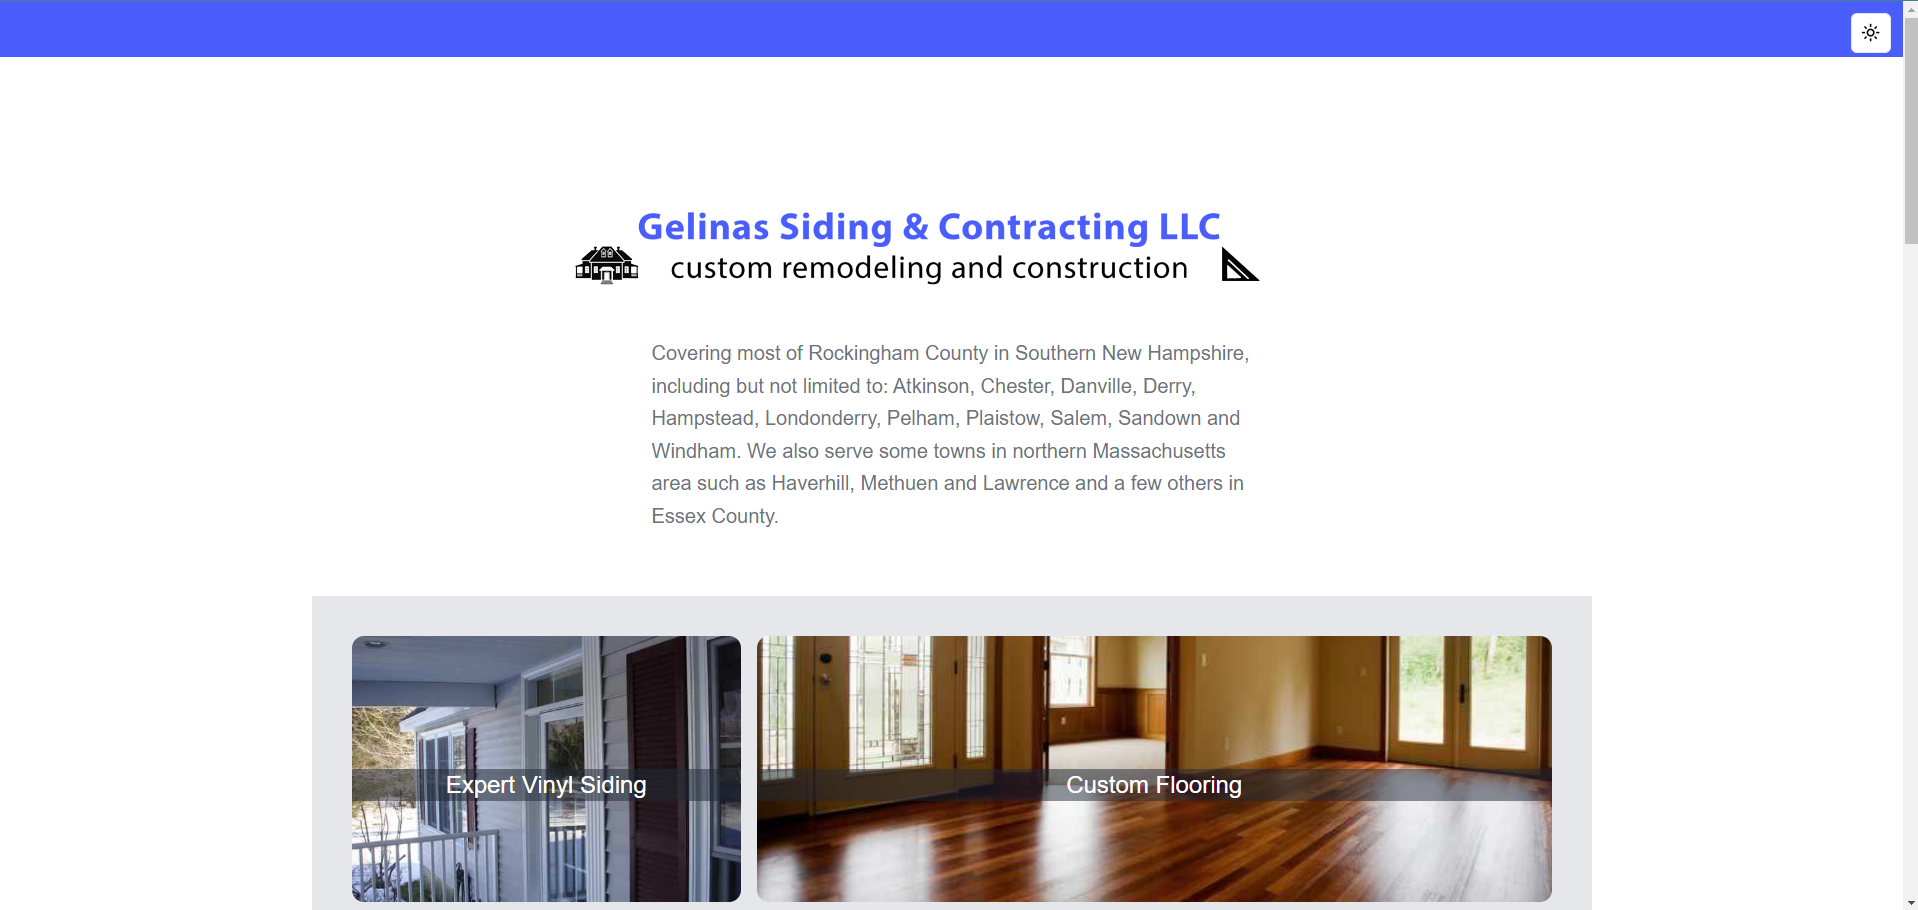 Gelinas Siding & Contracting LLC
custom remodeling and construction
Covering most of Rockingham County in Southern New Hampshire,
including but not limited to: Atkinson, Chester, Danville, Derry,
Hampstead, Londonderry, Pelham, Plaistow, Salem, Sandown and
Windham. We also serve some towns in northern Massachusetts
area such as Haverhill, Methuen and Lawrence and a few others in
Essex County.
Expert Vinyl Siding
Custom Flooring